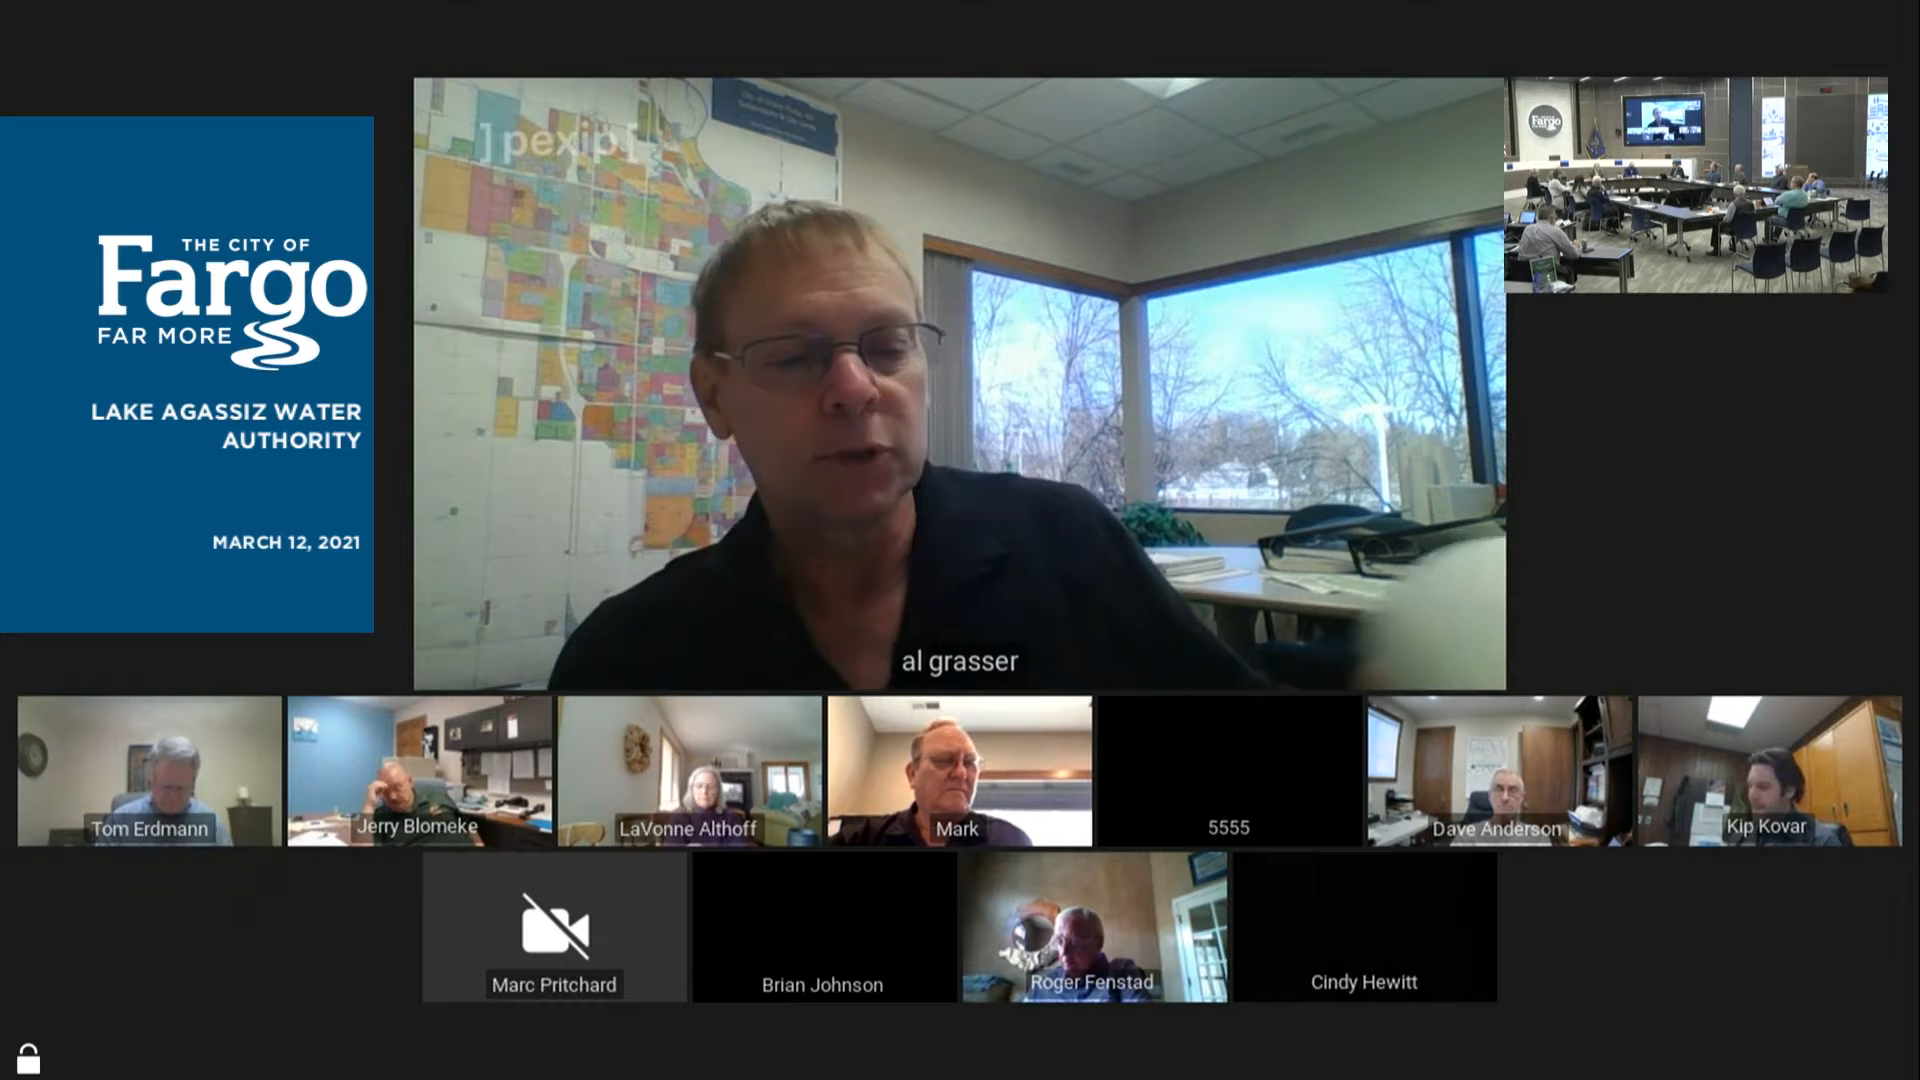 THE CITY OF
Fargo
FAR MORE
LAKE AGASSIZ WATER
AUTHORITY
MARCH 12, 2021
]pexip[
Fargo
al grasser
Tom Erdmann
Jerry Blomeke
LaVonne Althoff
Mark
5555
Dave Anderson
Kip Kovar
Marc Pritchard
Brian Johnson
Roger Fenstad
Cindy Hewitt